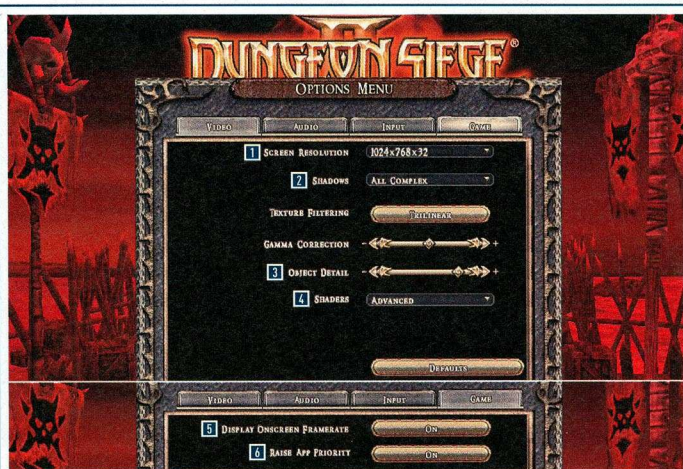 DUNGEON SIEGE®
II
OPTIONS MENU
VIDEO AUDIO INPUT GAME
1 SCREEN RESOLUTION 1024x768x32
2 SHADOWS ALL COMPLEX
TEXTURE FILTERING TRILINEAR
GAMMA CORRECTION - +
3 OBJECT DETAIL - +
4 SHADERS ADVANCED
DEFAULTS
VIDEO AUDIO INPUT GAME
5 DISPLAY ONSCREEN FRAMERATE ON
6 RAISE APP PRIORITY ON